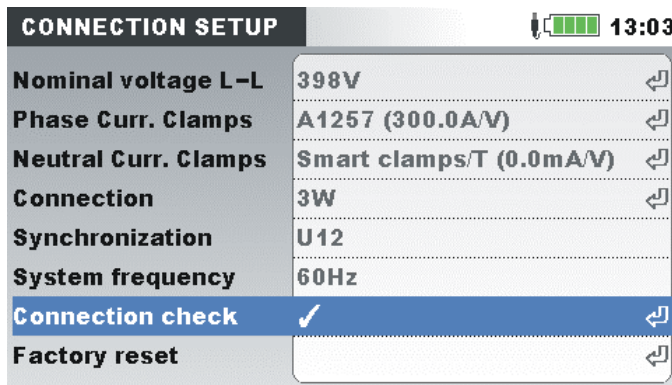 CONNECTION SETUP 13:03
Nominal voltage L-L 398V
Phase Curr. Clamps A1257 (300.0A/V)
Neutral Curr. Clamps Smart clamps/T (0.0mA/V)
Connection 3W
Synchronization U12
System frequency 60Hz
Connection check ✓
Factory reset